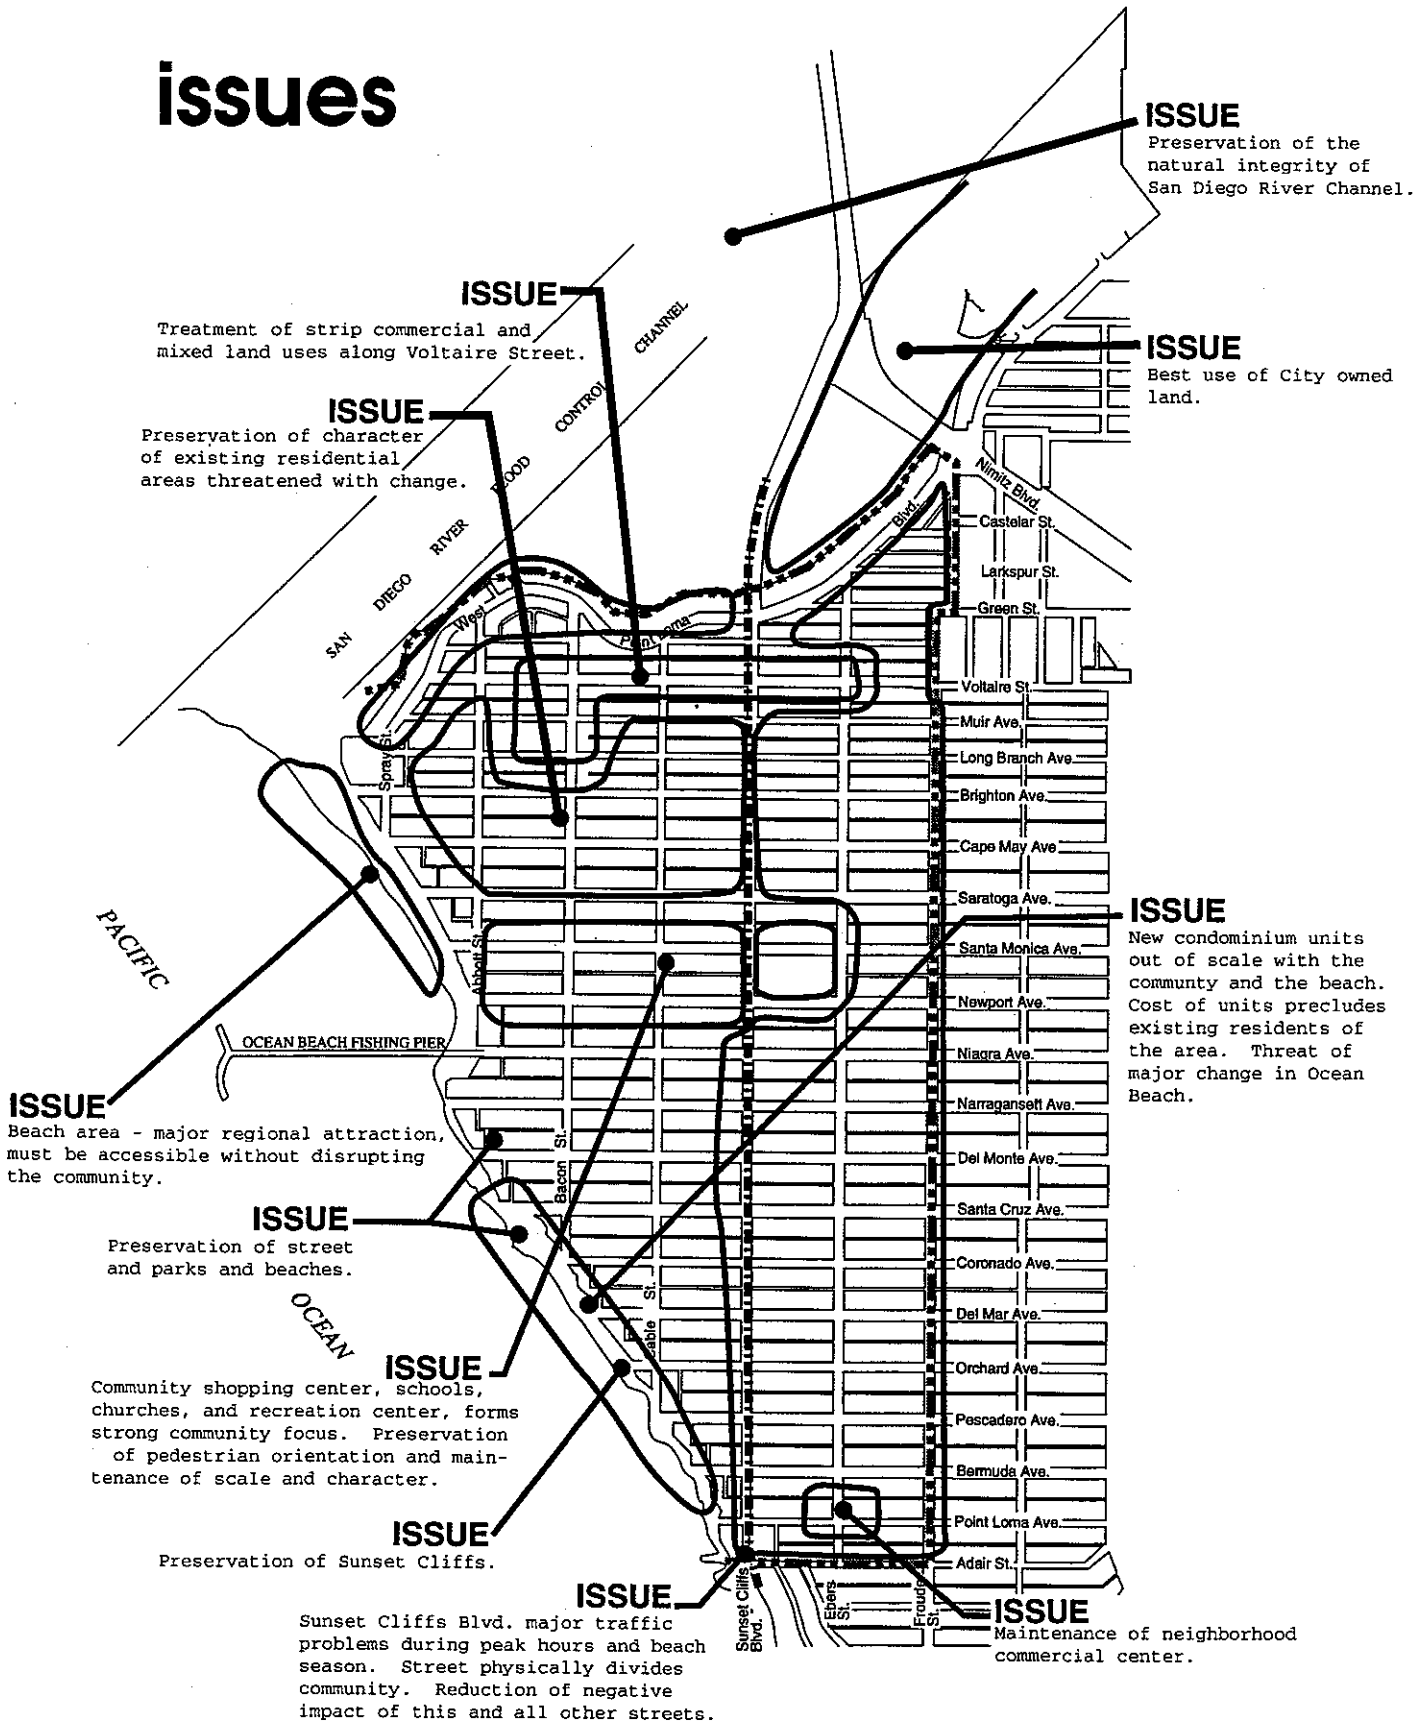 issues
ISSUE
Preservation of the
natural integrity of
San Diego River Channel.
ISSUE
Treatment of strip commercial and
mixed land uses along Voltaire Street.
ISSUE
Best use of City owned
land.
ISSUE
Preservation of character
of existing residential
areas threatened with change.
SAN DIEGO RIVER FLOOD CONTROL CHANNEL
West Point Loma Blvd.
Nimitz Blvd.
Castelar St.
Larkspur St.
Green St.
Voltaire St.
Muir Ave.
Long Branch Ave.
Brighton Ave.
Cape May Ave
Saratoga Ave.
Santa Monica Ave.
Newport Ave.
Niagra Ave.
Narragansett Ave.
Del Monte Ave.
Santa Cruz Ave.
Coronado Ave.
Del Mar Ave.
Orchard Ave.
Pescadero Ave.
Bermuda Ave.
Point Loma Ave.
Adair St.
Spray St.
Abbott St.
Bacon St.
Cable St.
Sunset Cliffs
Blvd.
Ebers
St.
Froude
St.
PACIFIC
OCEAN
OCEAN BEACH FISHING PIER
ISSUE
New condominium units
out of scale with the
communty and the beach.
Cost of units precludes
existing residents of
the area. Threat of
major change in Ocean
Beach.
ISSUE
Beach area - major regional attraction,
must be accessible without disrupting
the community.
ISSUE
Preservation of street
and parks and beaches.
ISSUE
Community shopping center, schools,
churches, and recreation center, forms
strong community focus. Preservation
of pedestrian orientation and main-
tenance of scale and character.
ISSUE
Preservation of Sunset Cliffs.
ISSUE
Sunset Cliffs Blvd. major traffic
problems during peak hours and beach
season. Street physically divides
community. Reduction of negative
impact of this and all other streets.
ISSUE
Maintenance of neighborhood
commercial center.